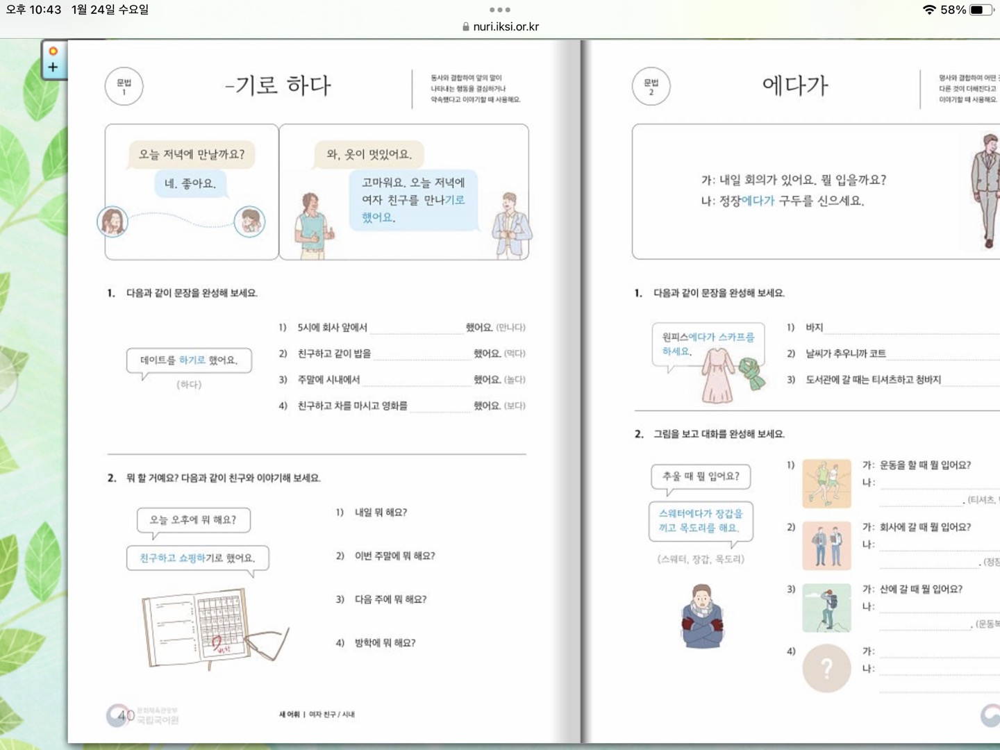 오후 10:43 1월 24일 수요일
58%
nuri.iksi.or.kr
문법
1
-기로 하다
동사와 결합하여 앞의 말이
나타내는 행동을 결심하거나
약속했다고 이야기할 때 사용해요.
오늘 저녁에 만날까요?
네. 좋아요.
와, 옷이 멋있어요.
고마워요. 오늘 저녁에
여자 친구를 만나기로
했어요.
1. 다음과 같이 문장을 완성해 보세요.
데이트를 하기로 했어요.
(하다)
1) 5시에 회사 앞에서 했어요. (만나다)
2) 친구하고 같이 밥을 했어요. (먹다)
3) 주말에 시내에서 했어요. (놀다)
4) 친구하고 차를 마시고 영화를 했어요. (보다)
2. 뭐 할 거예요? 다음과 같이 친구와 이야기해 보세요.
오늘 오후에 뭐 해요?
친구하고 쇼핑하기로 했어요.
방학
1) 내일 뭐 해요?
2) 이번 주말에 뭐 해요?
3) 다음 주에 뭐 해요?
4) 방학에 뭐 해요?
40
문화체육관광부
국립국어원
새 어휘 | 여자 친구 / 시내
문법
2
에다가
명사와 결합하여 어떤
다른 것이 더해진다고
이야기할 때 사용해요.
가: 내일 회의가 있어요. 뭘 입을까요?
나: 정장에다가 구두를 신으세요.
1. 다음과 같이 문장을 완성해 보세요.
원피스에다가 스카프를
하세요.
1) 바지
2) 날씨가 추우니까 코트
3) 도서관에 갈 때는 티셔츠하고 청바지
2. 그림을 보고 대화를 완성해 보세요.
추울 때 뭘 입어요?
스웨터에다가 장갑을
끼고 목도리를 해요.
(스웨터, 장갑, 목도리)
1) 가: 운동을 할 때 뭘 입어요?
나:
. (티셔츠,
2) 가: 회사에 갈 때 뭘 입어요?
나:
. (정장
3) 가: 산에 갈 때 뭘 입어요?
나:
. (운동복
4) ? 가:
나: